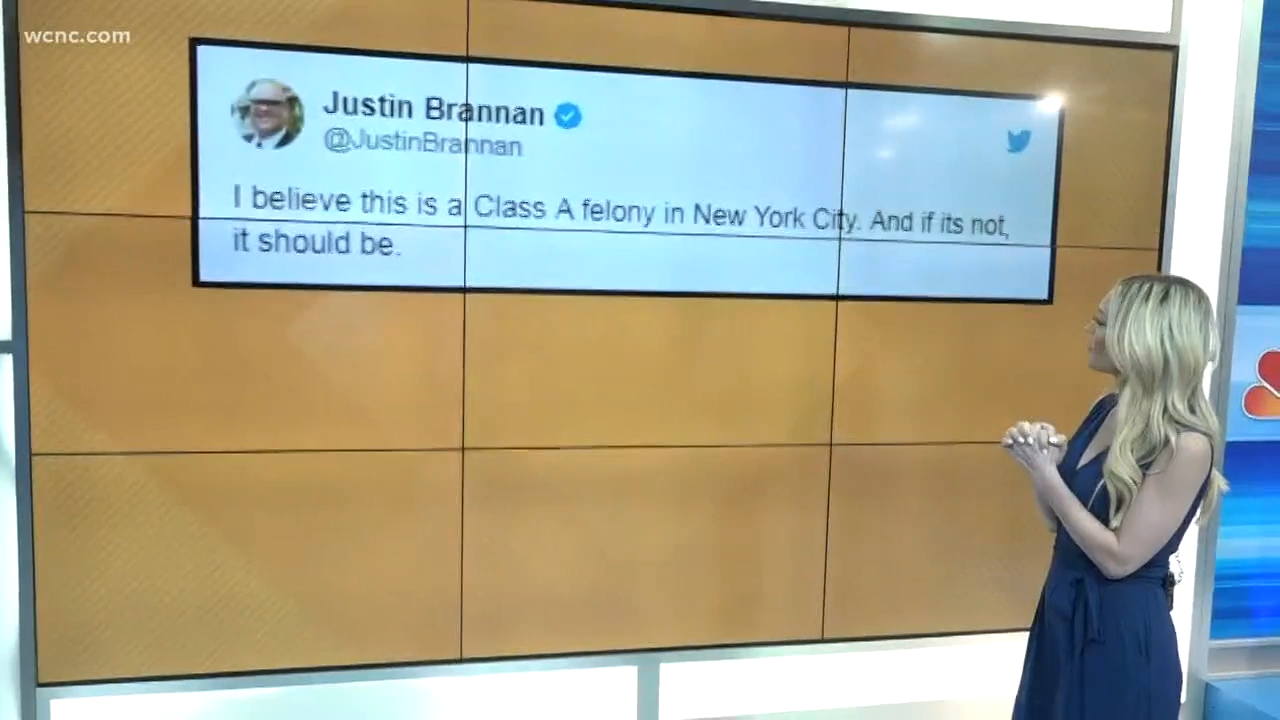 wcnc.com
Justin Brannan
@JustinBrannan
I believe this is a Class A felony in New York City. And if its not,
it should be.